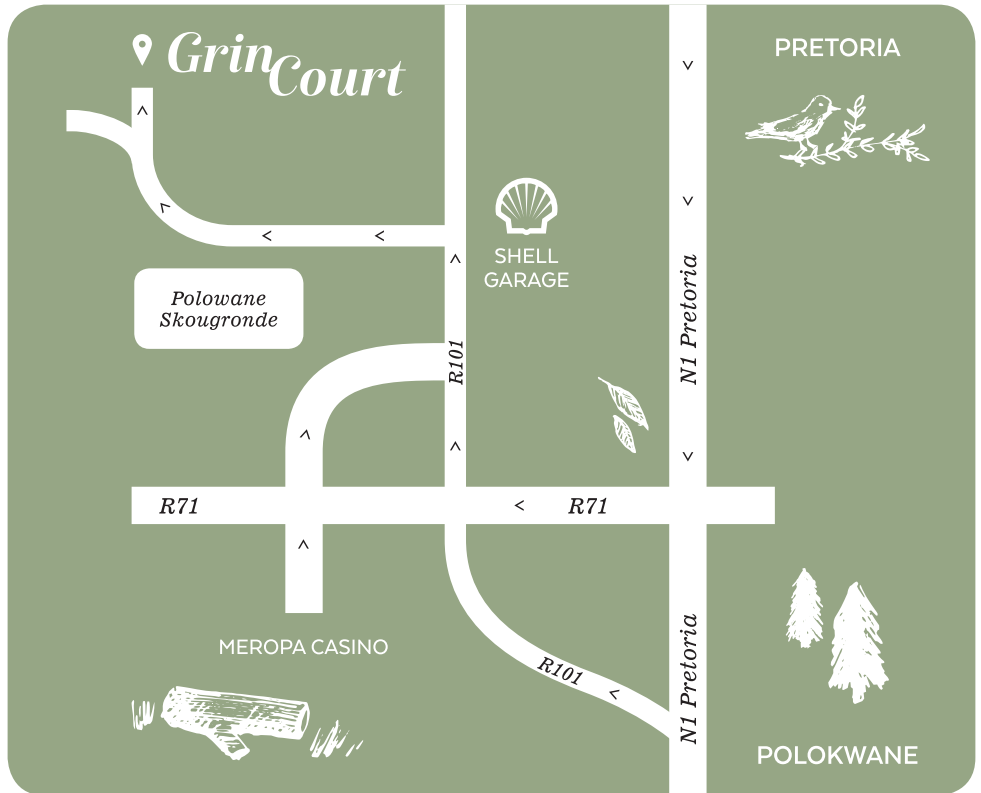 Grin
Court
PRETORIA
SHELL
GARAGE
N1 Pretoria
Polowane
Skougronde
R101
R71
R71
MEROPA CASINO
R101
N1 Pretoria
POLOKWANE